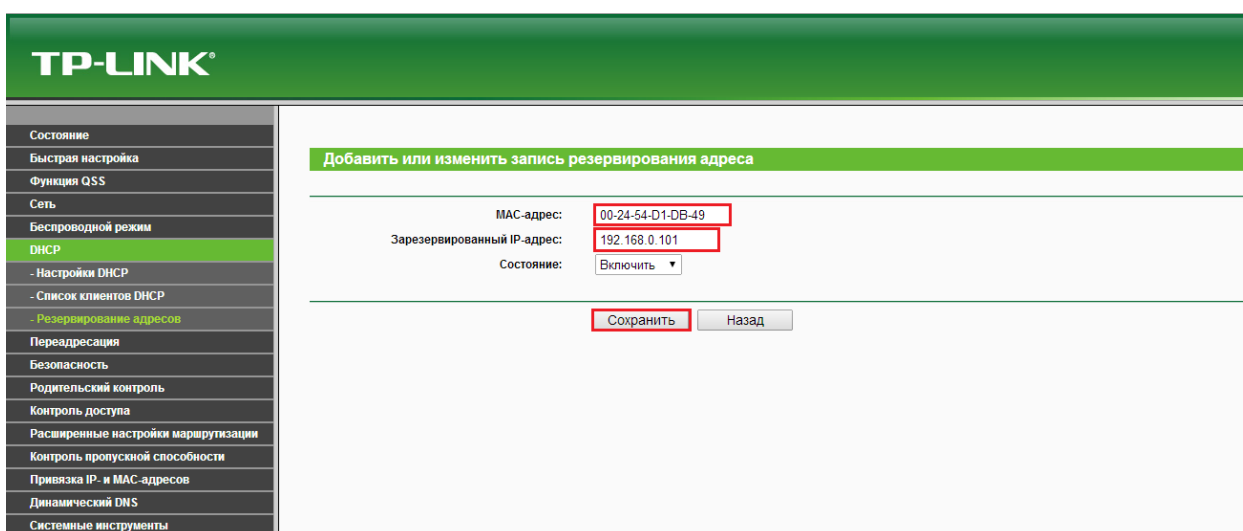 TP-LINK®
Состояние
Быстрая настройка
Функция QSS
Сеть
Беспроводной режим
DHCP
- Настройки DHCP
- Список клиентов DHCP
- Резервирование адресов
Переадресация
Безопасность
Родительский контроль
Контроль доступа
Расширенные настройки маршрутизации
Контроль пропускной способности
Привязка IP- и MAC-адресов
Динамический DNS
Системные инструменты
Добавить или изменить запись резервирования адреса
MAC-адрес: 00-24-54-D1-DB-49
Зарезервированный IP-адрес: 192.168.0.101
Состояние: Включить
Сохранить Назад